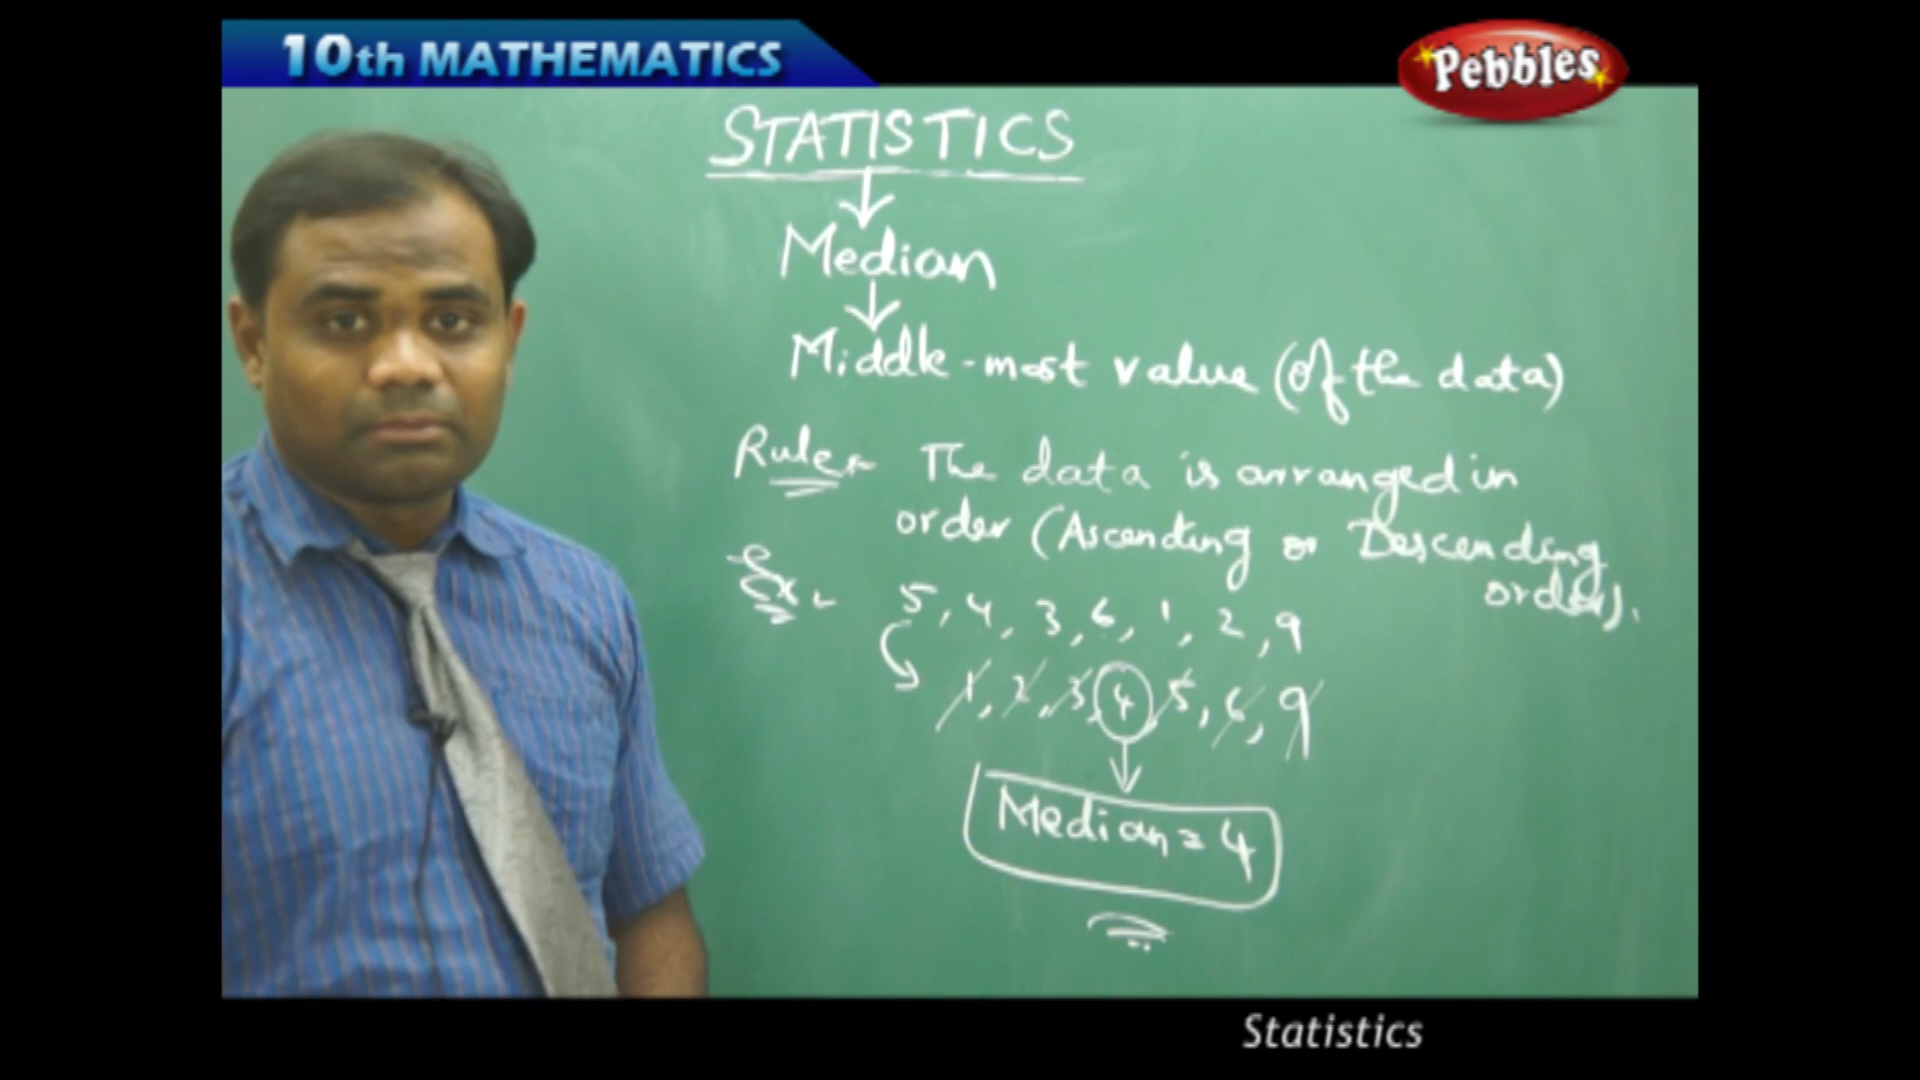 10th MATHEMATICS
Pebbles
STATISTICS
Median
Middle-most value (of the data)
Rule:- The data is arranged in
order (Ascending or Descending
order).
Ex:- 5, 4, 3, 6, 1, 2, 9
1, 2, 3, 4, 5, 6, 9
Median = 4
Statistics